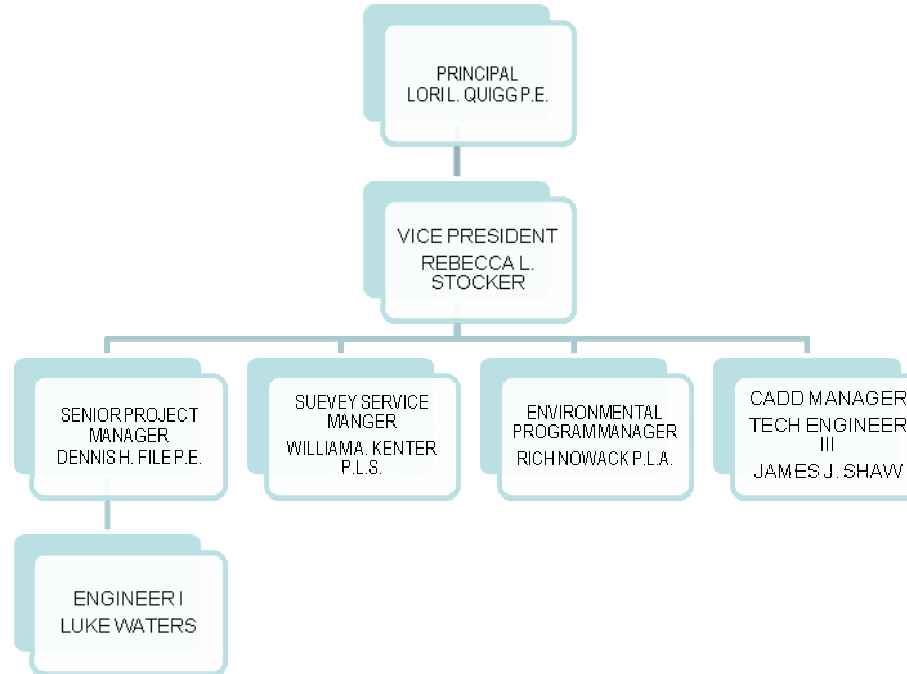 PRINCIPAL
LORI L. QUIGG P.E.
VICE PRESIDENT
REBECCA L.
STOCKER
SENIOR PROJECT
MANAGER
DENNIS H. FILE P.E.
SUEVEY SERVICE
MANGER
WILLIAM A. KENTER
P.L.S.
ENVIRONMENTAL
PROGRAM MANAGER
RICH NOWACK P.L.A.
CADD MANAGER
TECH ENGINEER
III
JAMES J. SHAW
ENGINEER I
LUKE WATERS